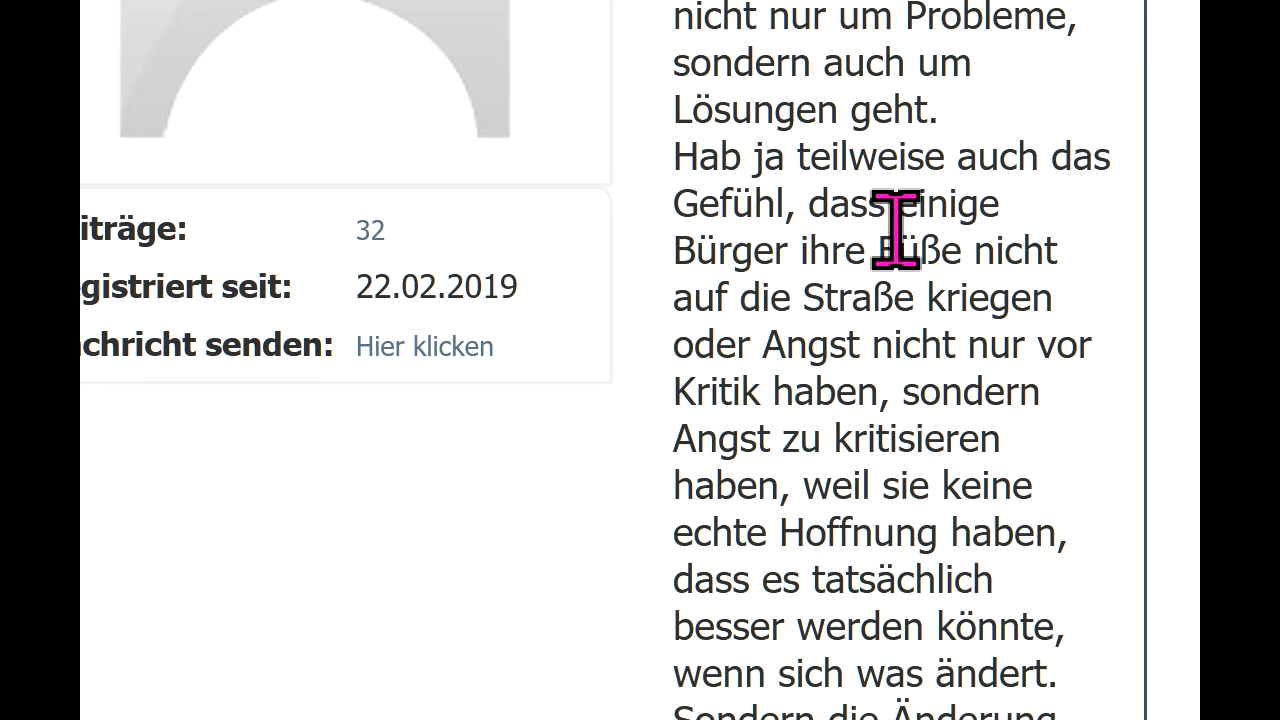 iträge: 32
gistriert seit: 22.02.2019
chricht senden: Hier klicken
nicht nur um Probleme,
sondern auch um
Lösungen geht.
Hab ja teilweise auch das
Gefühl, dass einige
Bürger ihre Füße nicht
auf die Straße kriegen
oder Angst nicht nur vor
Kritik haben, sondern
Angst zu kritisieren
haben, weil sie keine
echte Hoffnung haben,
dass es tatsächlich
besser werden könnte,
wenn sich was ändert.
Sondern die Änderung